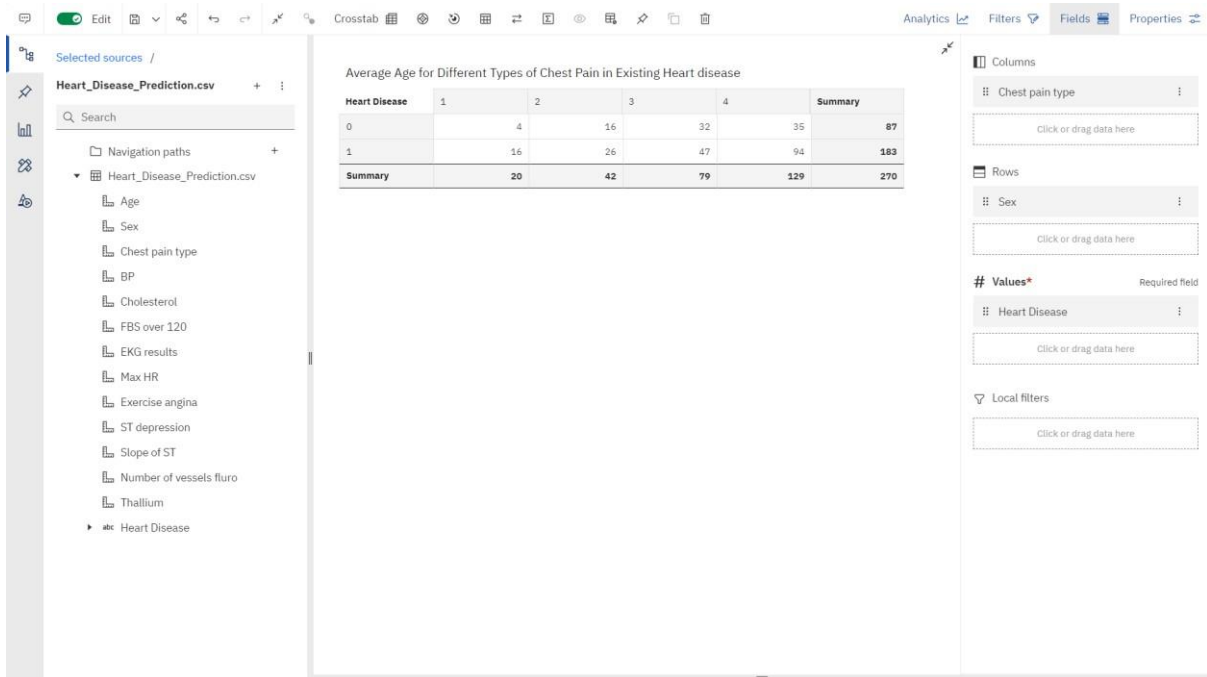 Edit
Crosstab
Analytics Filters Fields Properties
Selected sources /
Heart_Disease_Prediction.csv
Search
Navigation paths
Heart_Disease_Prediction.csv
Age
Sex
Chest pain type
BP
Cholesterol
FBS over 120
EKG results
Max HR
Exercise angina
ST depression
Slope of ST
Number of vessels fluro
Thallium
abc Heart Disease
Average Age for Different Types of Chest Pain in Existing Heart disease
Heart Disease 1 2 3 4 Summary
0 4 16 32 35 87
1 16 26 47 94 183
Summary 20 42 79 129 270
Columns
Chest pain type
Click or drag data here
Rows
Sex
Click or drag data here
# Values* Required field
Heart Disease
Click or drag data here
Local filters
Click or drag data here